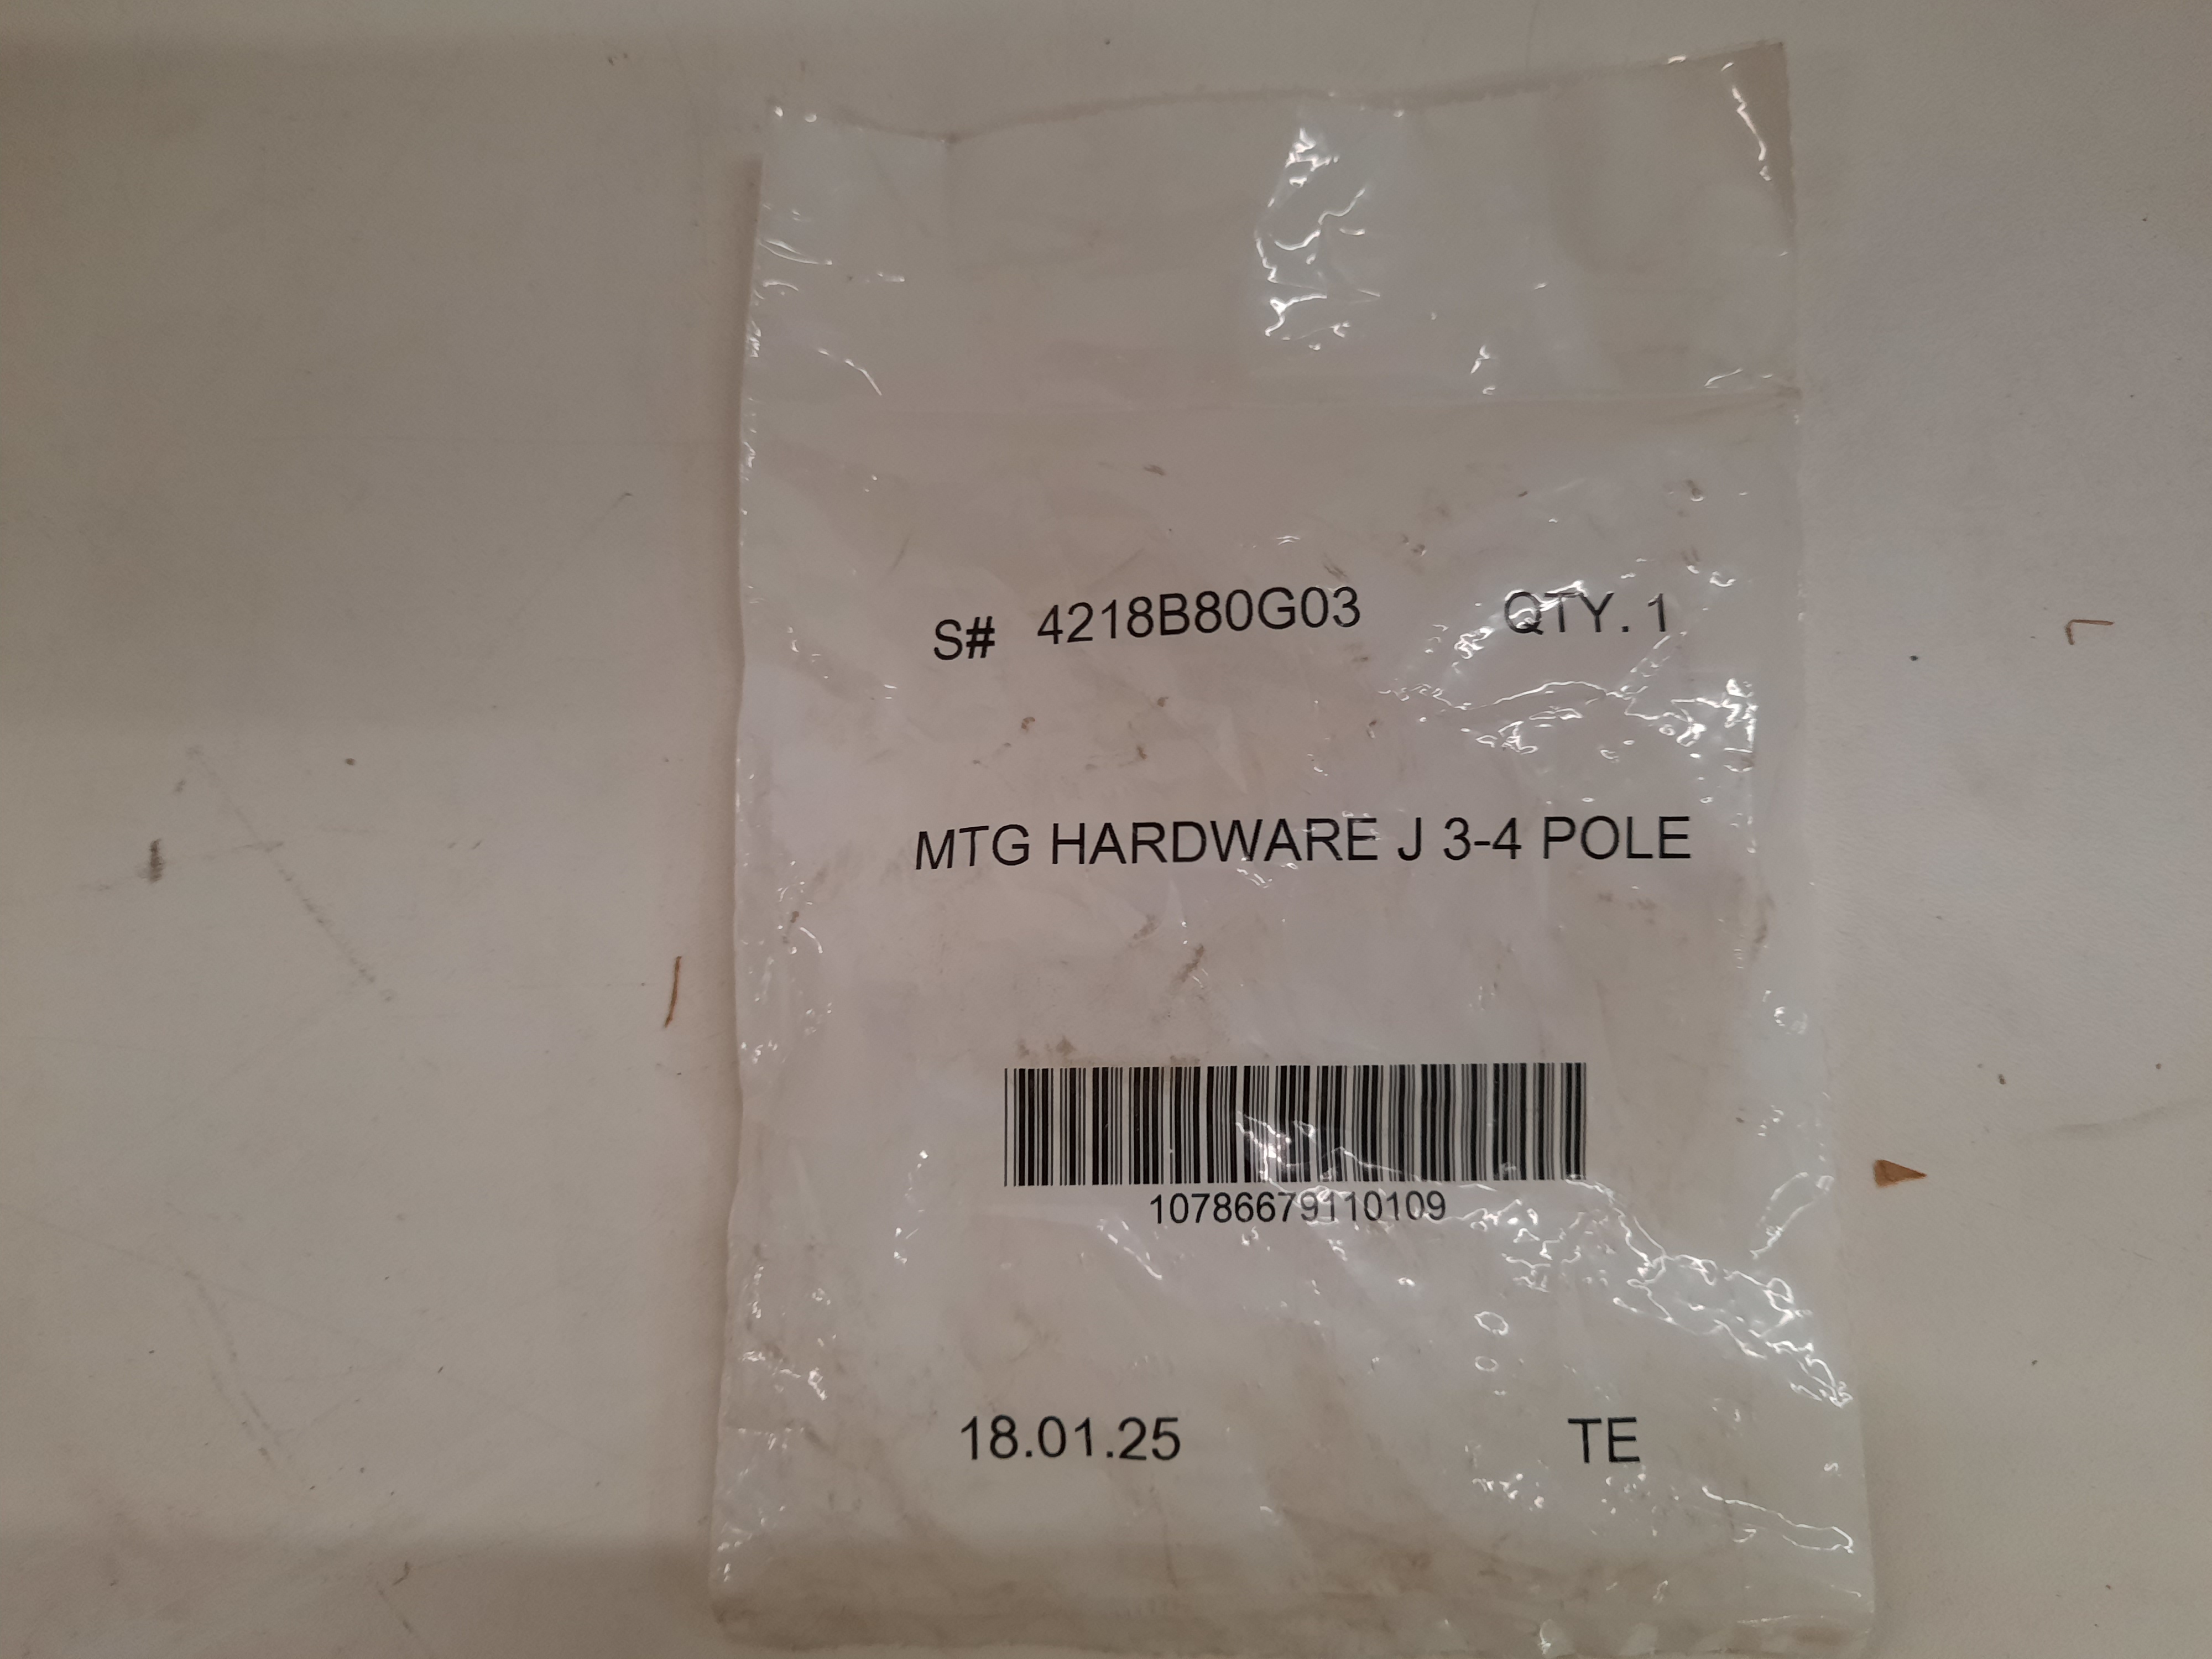 S# 4218B80G03 QTY. 1
MTG HARDWARE J 3-4 POLE
10786679110109
18.01.25 TE